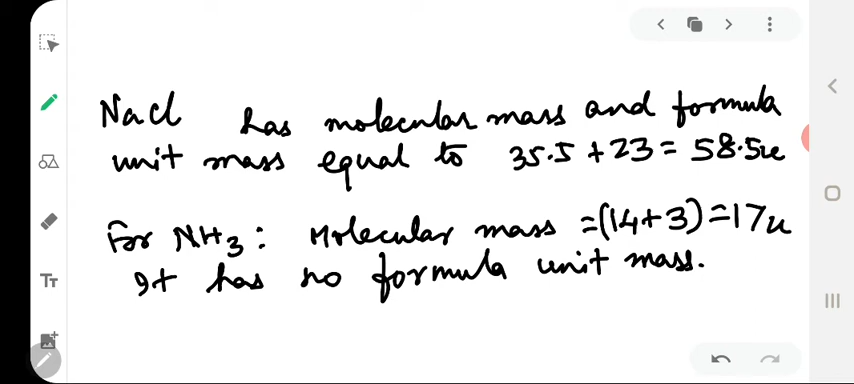 NaCl has molecular mass and formula
unit mass equal to 35.5 + 23 = 58.5u
For NH3: Molecular mass =(14+3)=17u
It has no formula unit mass.
Tт